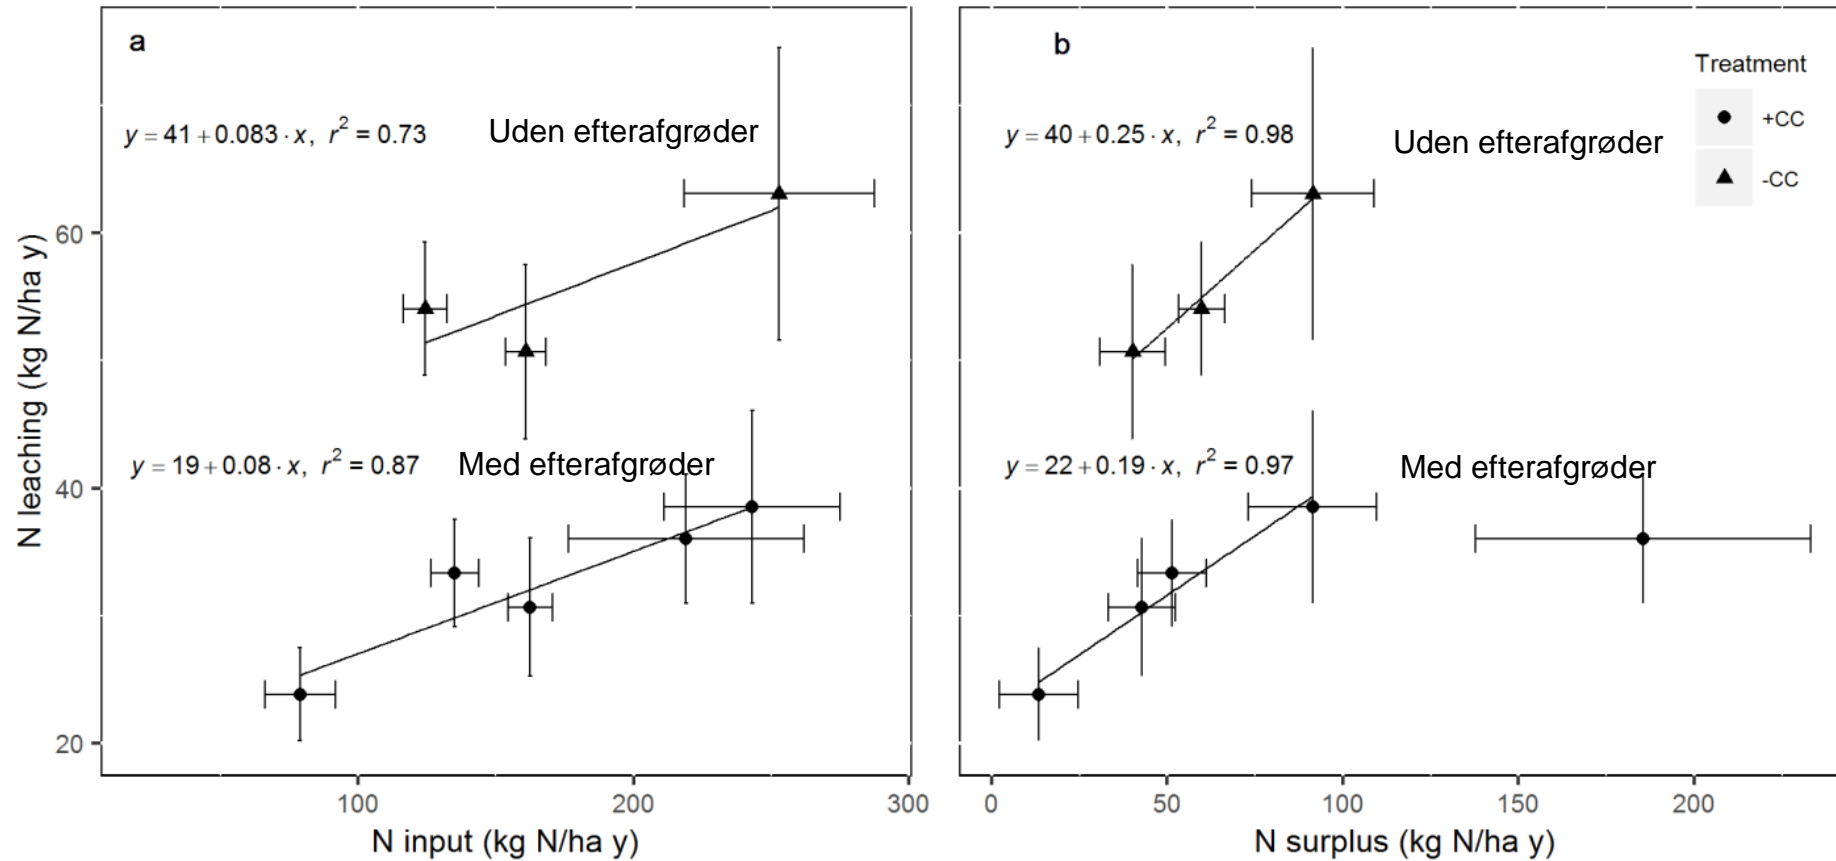 a
b
Treatment
+CC
-CC
y = 41 + 0.083 · x, r² = 0.73
Uden efterafgrøder
y = 40 + 0.25 · x, r² = 0.98
Uden efterafgrøder
y = 19 + 0.08 · x, r² = 0.87
Med efterafgrøder
y = 22 + 0.19 · x, r² = 0.97
Med efterafgrøder
N leaching (kg N/ha y)
60
40
20
100
200
300
0
50
100
150
200
N input (kg N/ha y)
N surplus (kg N/ha y)